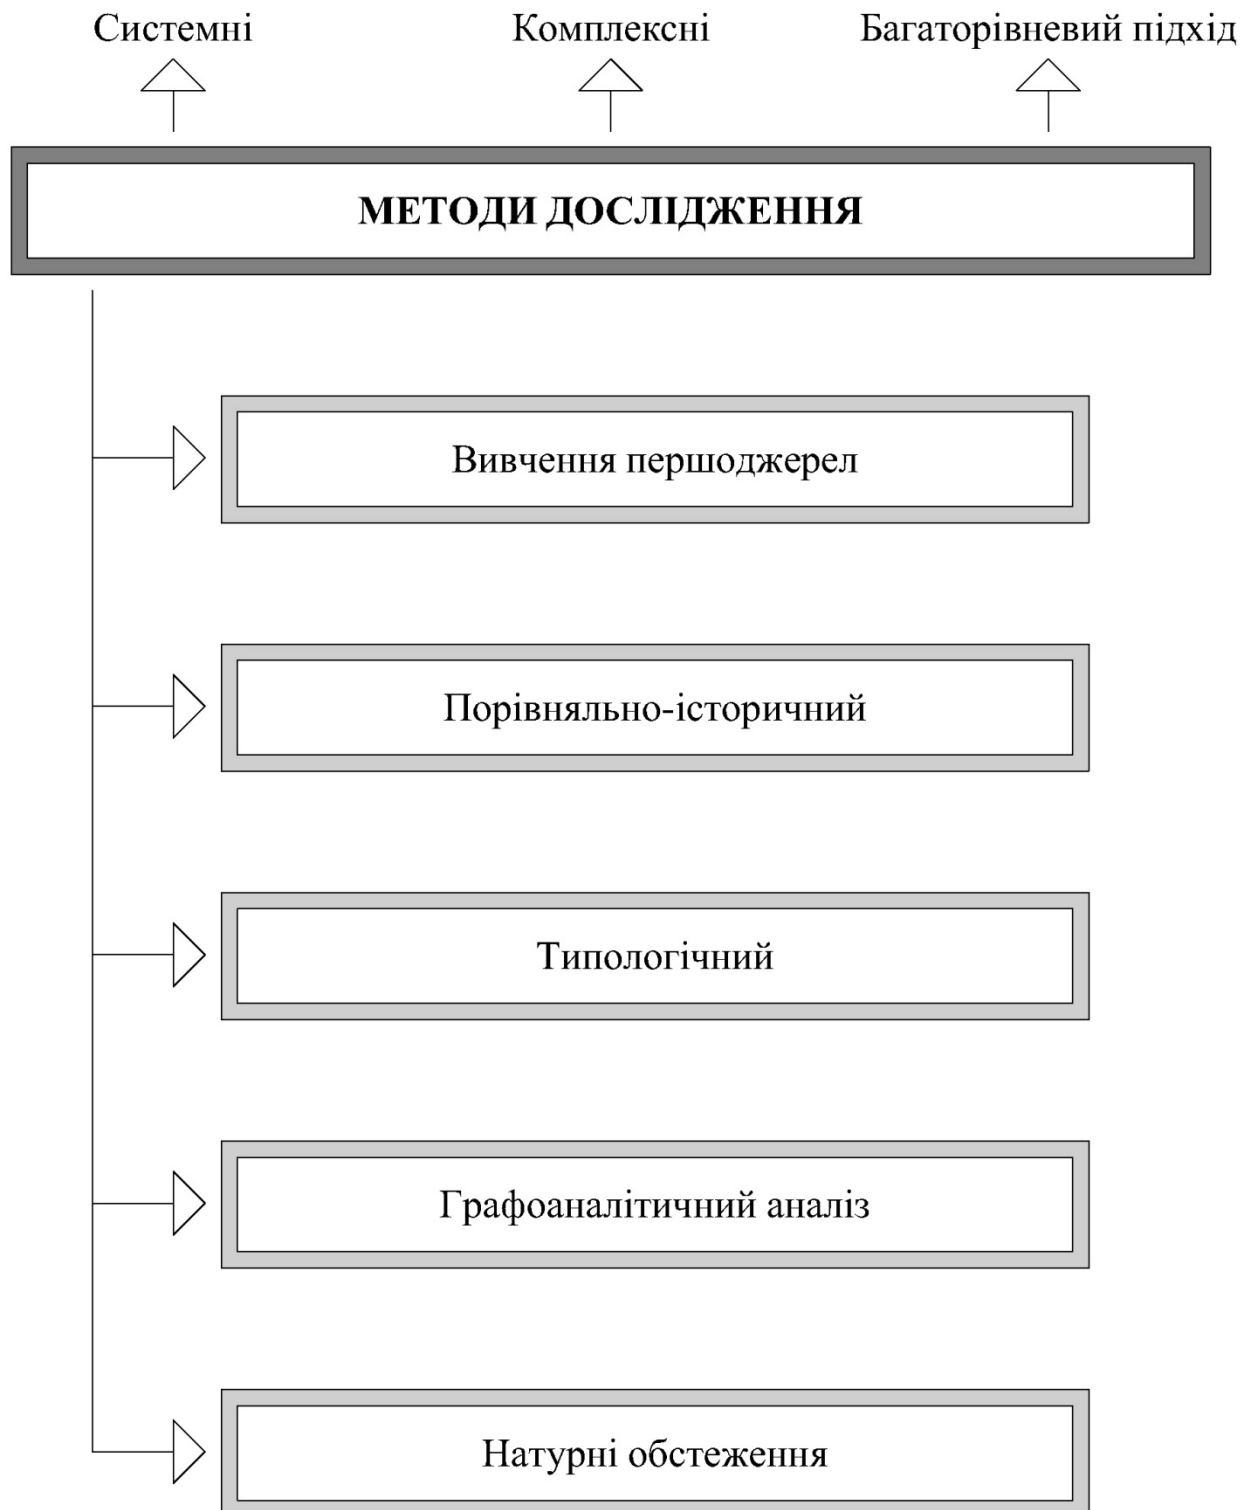 Системні
Комплексні
Багаторівневий підхід
МЕТОДИ ДОСЛІДЖЕННЯ
Вивчення першоджерел
Порівняльно-історичний
Типологічний
Графоаналітичний аналіз
Натурні обстеження